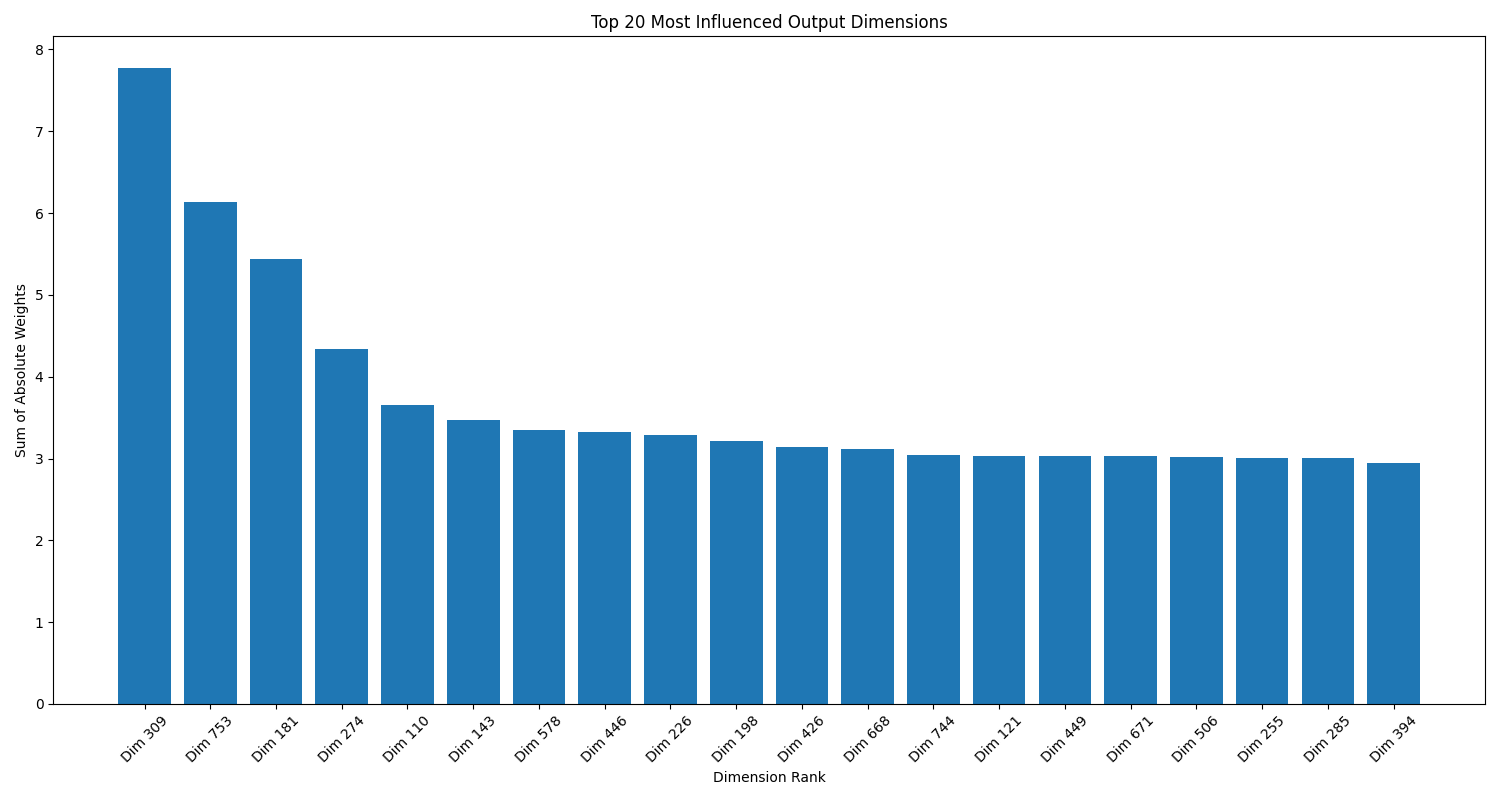 Top 20 Most Influenced Output Dimensions
Sum of Absolute Weights
8
7
6
5
4
3
2
1
0
Dim 309
Dim 753
Dim 181
Dim 274
Dim 110
Dim 143
Dim 578
Dim 446
Dim 226
Dim 198
Dim 426
Dim 668
Dim 744
Dim 121
Dim 449
Dim 671
Dim 506
Dim 255
Dim 285
Dim 394
Dimension Rank